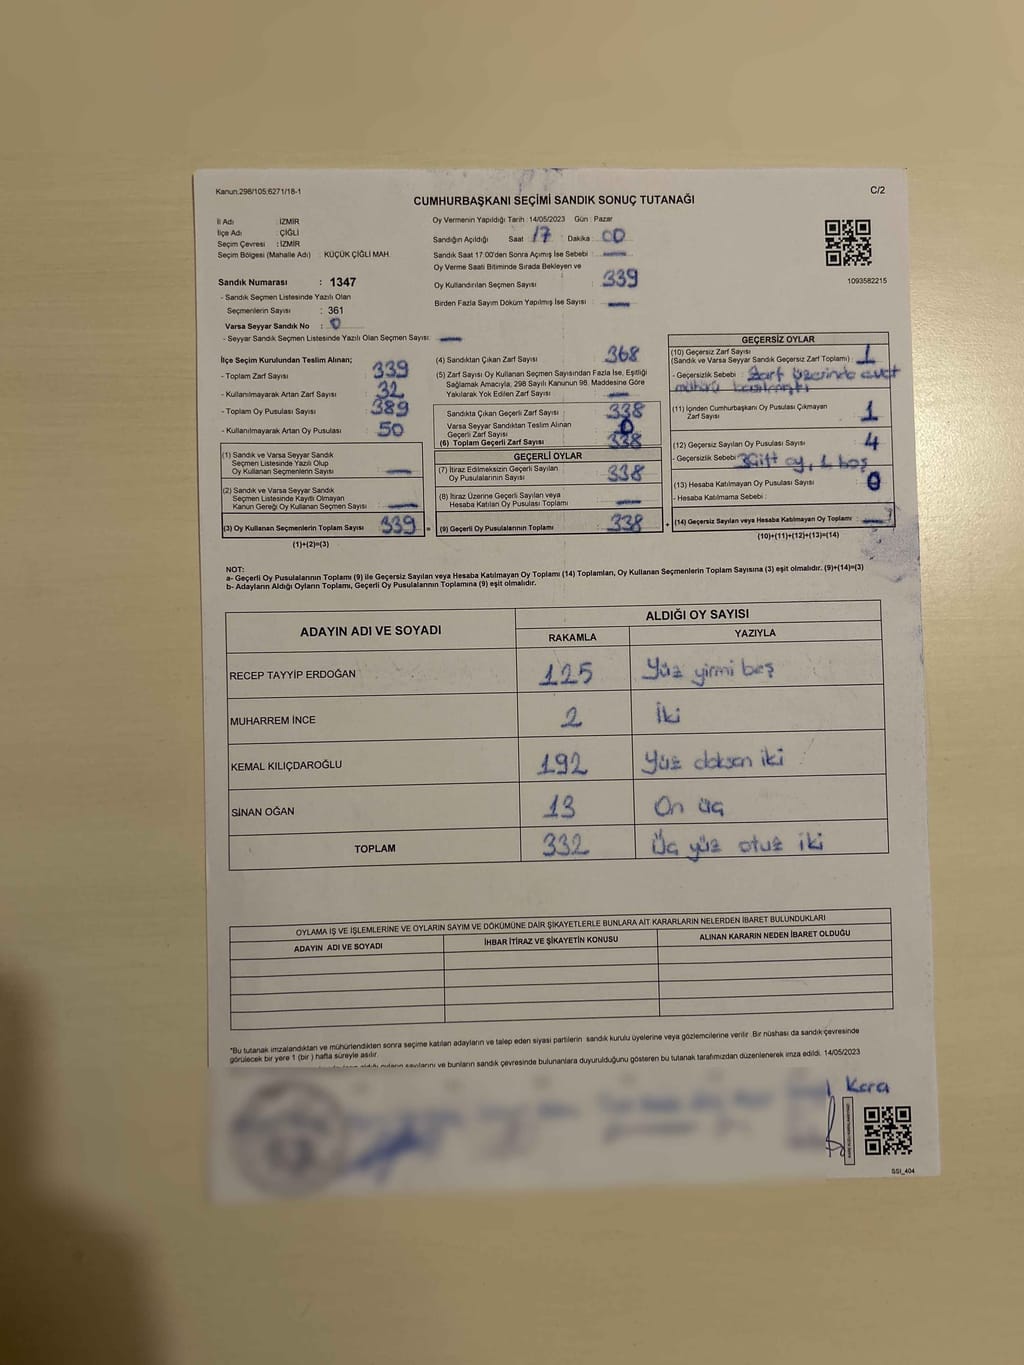 Kanun.298/105;6271/18-1
C/2
CUMHURBAŞKANI SEÇİMİ SANDIK SONUÇ TUTANAĞI
İl Adı : İZMİR
İlçe Adı : ÇİĞLİ
Seçim Çevresi : İZMİR
Seçim Bölgesi (Mahalle Adı) : KÜÇÜK ÇİĞLİ MAH.
Sandık Numarası : 1347
- Sandık Seçmen Listesinde Yazılı Olan
Seçmenlerin Sayısı : 361
Varsa Seyyar Sandık No : 0
- Seyyar Sandık Seçmen Listesinde Yazılı Olan Seçmen Sayısı: —
Oy Vermenin Yapıldığı Tarih : 14/05/2023 Gün : Pazar
Sandığın Açıldığı Saat 17 Dakika 00
Sandık Saat 17:00'den Sonra Açımış İse Sebebi : —
Oy Verme Saati Bitiminde Sırada Bekleyen ve
Oy Kullandırılan Seçmen Sayısı : 339
Birden Fazla Sayım Döküm Yapılmış İse Sayısı : —
1093582215
İlçe Seçim Kurulundan Teslim Alınan;
- Toplam Zarf Sayısı : 339
- Kullanılmayarak Artan Zarf Sayısı : 32
- Toplam Oy Pusulası Sayısı : 389
- Kullanılmayarak Artan Oy Pusulası : 50
(1) Sandık ve Varsa Seyyar Sandık
Seçmen Listesinde Yazılı Olup
Oy Kullanan Seçmenlerin Sayısı : —
(2) Sandık ve Varsa Seyyar Sandık
Seçmen Listesinde Kayıtlı Olmayan
Kanun Gereği Oy Kullanan Seçmen Sayısı : —
(3) Oy Kullanan Seçmenlerin Toplam Sayısı : 339
(1)+(2)=(3)
(4) Sandıktan Çıkan Zarf Sayısı : 368
(5) Zarf Sayısı Oy Kullanan Seçmen Sayısından Fazla İse, Eşitliği
Sağlamak Amacıyla, 298 Sayılı Kanunun 98. Maddesine Göre
Yakılarak Yok Edilen Zarf Sayısı : —
Sandıkta Çıkan Geçerli Zarf Sayısı : 338
Varsa Seyyar Sandıktan Teslim Alınan
Geçerli Zarf Sayısı : 0
(6) Toplam Geçerli Zarf Sayısı : 338
GEÇERLİ OYLAR
(7) İtiraz Edilmeksizin Geçerli Sayılan
Oy Pusulasının Sayısı : 338
(8) İtiraz Üzerine Geçerli Sayılan veya
Hesaba Katılan Oy Pusulası Toplamı : —
= (9) Geçerli Oy Pusulalarının Toplamı : 338
GEÇERSİZ OYLAR
(10) Geçersiz Zarf Sayısı
(Sandık ve Varsa Seyyar Sandık Geçersiz Zarf Toplamı) : 1
- Geçersizlik Sebebi : Zarf üzerinde evet
mührü basılmıştı
(11) İçinden Cumhurbaşkanı Oy Pusulası Çıkmayan
Zarf Sayısı : 1
(12) Geçersiz Sayılan Oy Pusulası Sayısı : 4
- Geçersizlik Sebebi : 3 Çift oy, 1 boş
(13) Hesaba Katılmayan Oy Pusulası Sayısı : 0
- Hesaba Katılmama Sebebi :
+ (14) Geçersiz Sayılan veya Hesaba Katılmayan Oy Toplamı : —
(10)+(11)+(12)+(13)=(14)
NOT:
a- Geçerli Oy Pusulalarının Toplamı (9) ile Geçersiz Sayılan veya Hesaba Katılmayan Oy Toplamı (14) Toplamları, Oy Kullanan Seçmenlerin Toplam Sayısına (3) eşit olmalıdır. (9)+(14)=(3)
b- Adayların Aldığı Oyların Toplamı, Geçerli Oy Pusulalarının Toplamına (9) eşit olmalıdır.
ADAYIN ADI VE SOYADI
ALDIĞI OY SAYISI
RAKAMLA YAZIYLA
RECEP TAYYİP ERDOĞAN 125 Yüz yirmi beş
MUHARREM İNCE 2 İki
KEMAL KILIÇDAROĞLU 192 Yüz doksan iki
SİNAN OĞAN 13 On üç
TOPLAM 332 Üç yüz otuz iki
OYLAMA İŞ VE İŞLEMLERİNE VE OYLARIN SAYIM VE DÖKÜMÜNE DAİR ŞİKAYETLERLE BUNLARA AİT KARARLARIN NELERDEN İBARET BULUNDUKLARI
ADAYIN ADI VE SOYADI İHBAR İTİRAZ VE ŞİKAYETİN KONUSU ALINAN KARARIN NEDEN İBARET OLDUĞU
*Bu tutanak imzalandıktan ve mühürlendikten sonra seçime katılan adayların ve talep eden siyasi partilerin sandık kurulu üyelerine veya gözlemcilerine verilir. Bir nüshası da sandık çevresinde
görülecek bir yere 1 (bir) hafta süreyle asılır.
aldığı oyların sayılarını ve bunların sandık çevresinde bulunanlara duyurulduğunu gösteren bu tutanak tarafımızdan düzenlenerek imza edildi. 14/05/2023
Kara
SSI_404